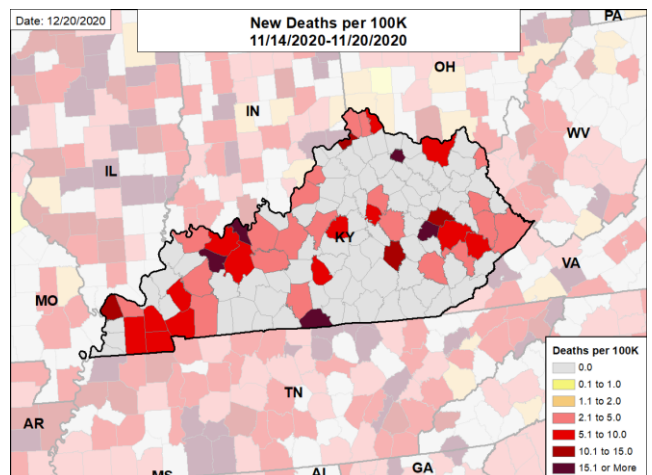 Date: 12/20/2020
New Deaths per 100K
11/14/2020-11/20/2020
PA
OH
IN
WV
IL
KY
VA
MO
TN
AR
MS
AL
GA
Deaths per 100K
0.0
0.1 to 1.0
1.1 to 2.0
2.1 to 5.0
5.1 to 10.0
10.1 to 15.0
15.1 or More